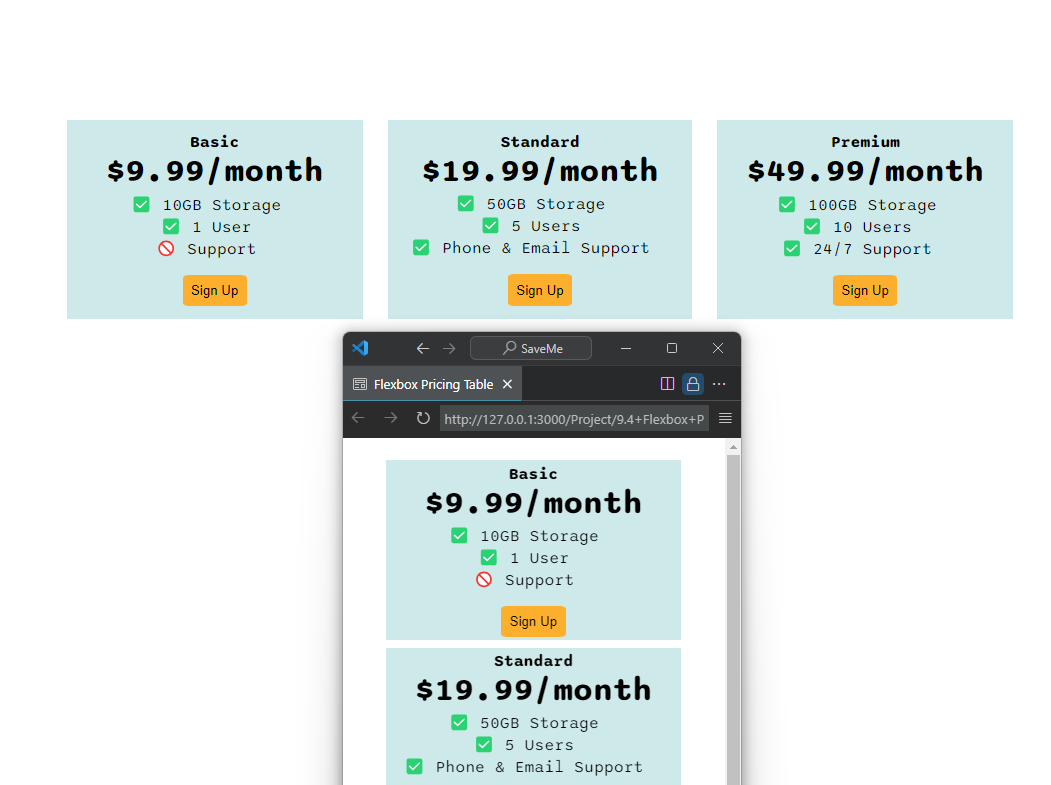 Basic
$9.99/month
✅ 10GB Storage
✅ 1 User
🚫 Support
Sign Up
Standard
$19.99/month
✅ 50GB Storage
✅ 5 Users
✅ Phone & Email Support
Sign Up
Premium
$49.99/month
✅ 100GB Storage
✅ 10 Users
✅ 24/7 Support
Sign Up
SaveMe
Flexbox Pricing Table
http://127.0.0.1:3000/Project/9.4+Flexbox+P
Basic
$9.99/month
✅ 10GB Storage
✅ 1 User
🚫 Support
Sign Up
Standard
$19.99/month
✅ 50GB Storage
✅ 5 Users
✅ Phone & Email Support